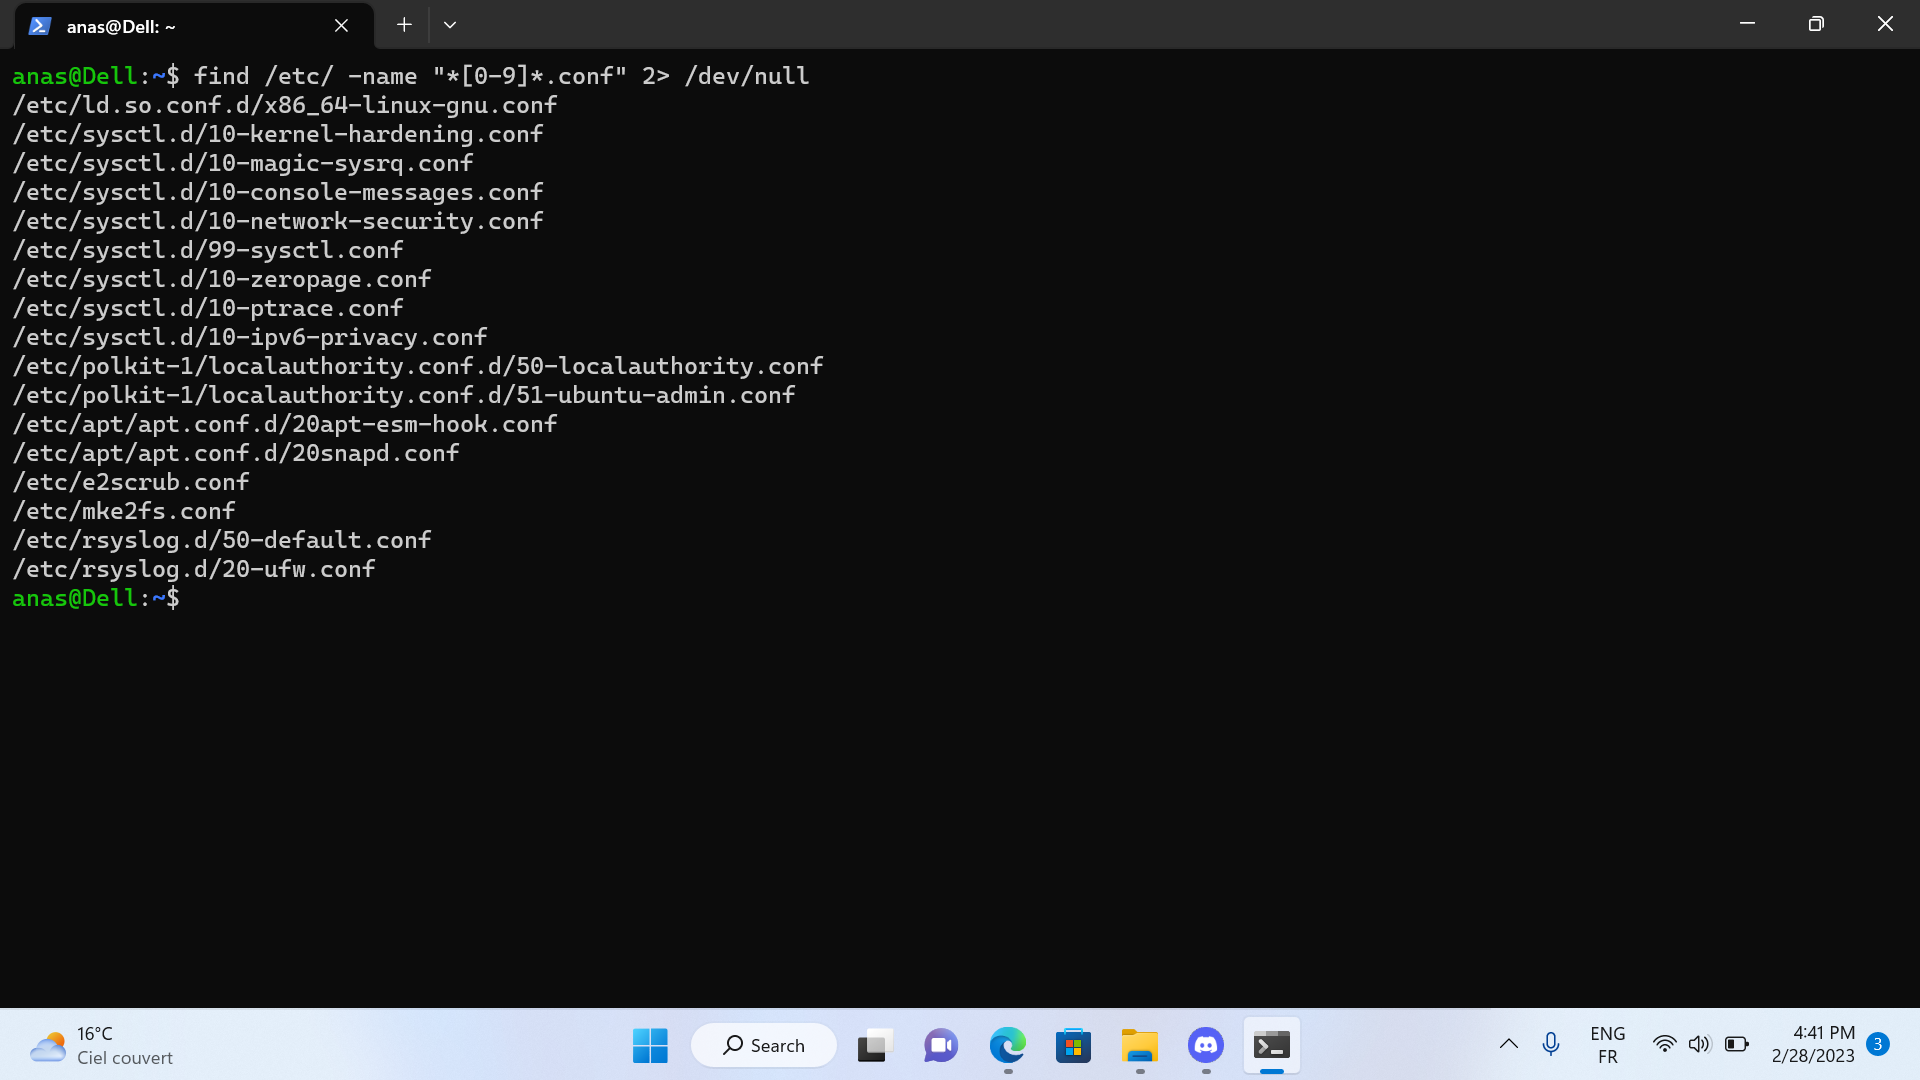 anas@Dell: ~
anas@Dell:~$ find /etc/ -name "*[0-9]*.conf" 2> /dev/null
/etc/ld.so.conf.d/x86_64-linux-gnu.conf
/etc/sysctl.d/10-kernel-hardening.conf
/etc/sysctl.d/10-magic-sysrq.conf
/etc/sysctl.d/10-console-messages.conf
/etc/sysctl.d/10-network-security.conf
/etc/sysctl.d/99-sysctl.conf
/etc/sysctl.d/10-zeropage.conf
/etc/sysctl.d/10-ptrace.conf
/etc/sysctl.d/10-ipv6-privacy.conf
/etc/polkit-1/localauthority.conf.d/50-localauthority.conf
/etc/polkit-1/localauthority.conf.d/51-ubuntu-admin.conf
/etc/apt/apt.conf.d/20apt-esm-hook.conf
/etc/apt/apt.conf.d/20snapd.conf
/etc/e2scrub.conf
/etc/mke2fs.conf
/etc/rsyslog.d/50-default.conf
/etc/rsyslog.d/20-ufw.conf
anas@Dell:~$
16°C
Ciel couvert
Search
ENG
FR
4:41 PM
2/28/2023
3